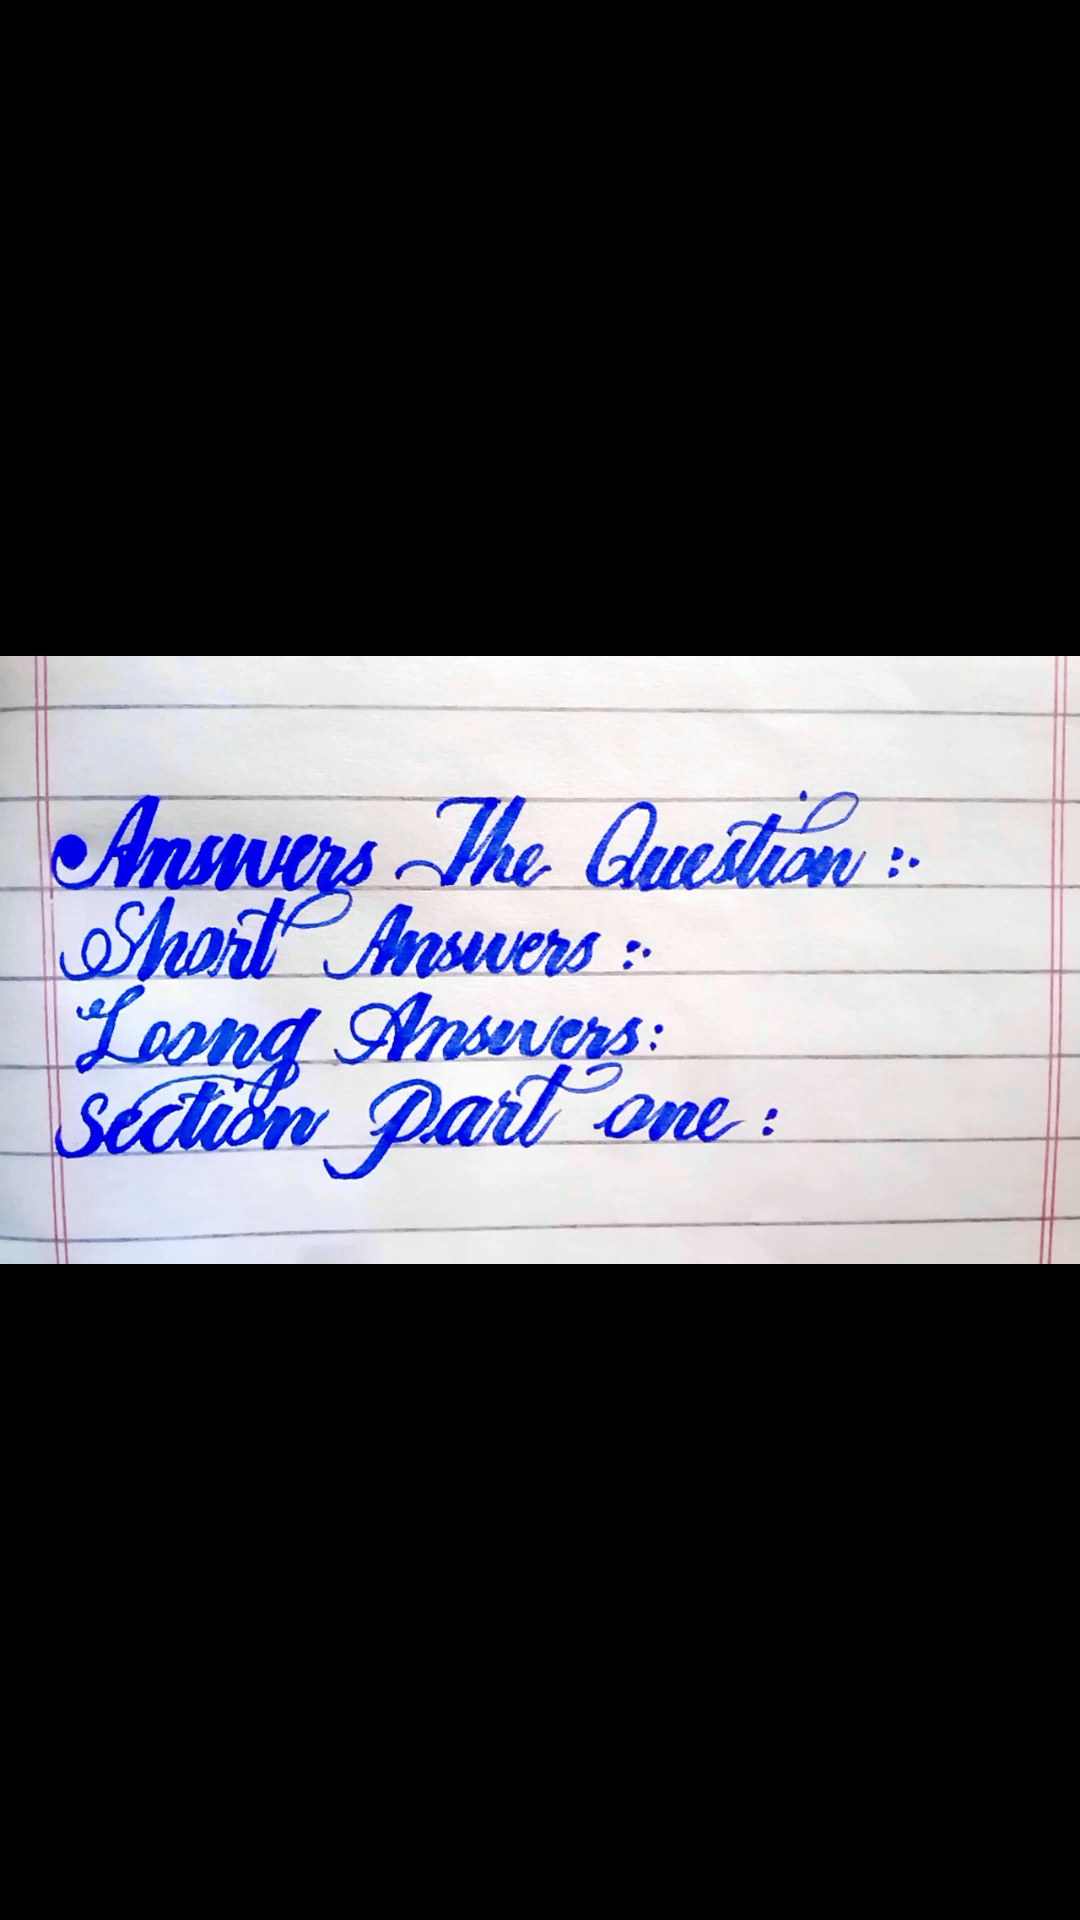 •Answers The Question :·
Short Answers :·
Loong Answers:
Section Part one :